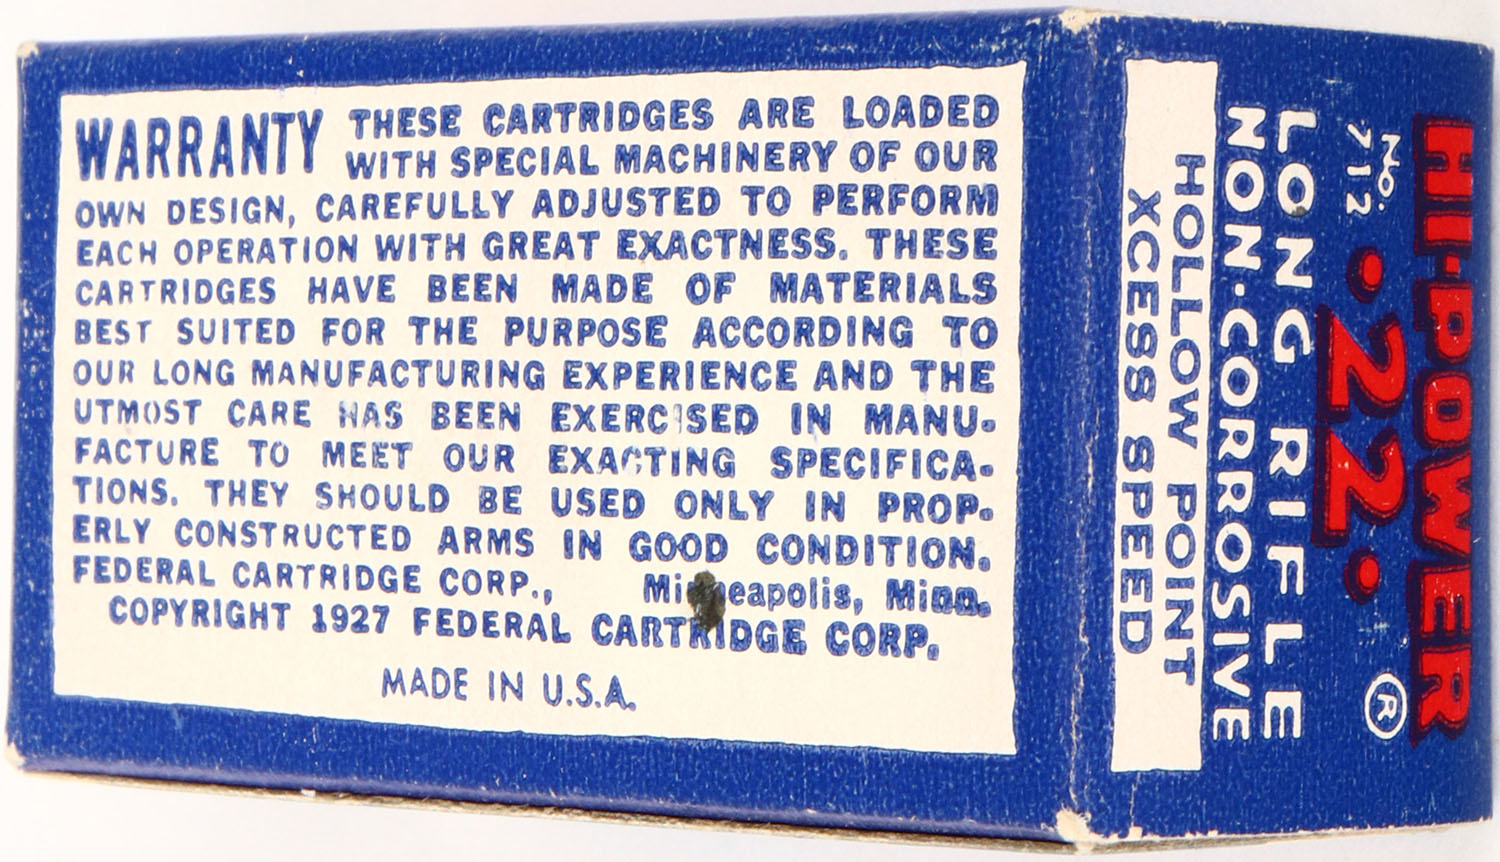 WARRANTY THESE CARTRIDGES ARE LOADED
WITH SPECIAL MACHINERY OF OUR
OWN DESIGN, CAREFULLY ADJUSTED TO PERFORM
EACH OPERATION WITH GREAT EXACTNESS. THESE
CARTRIDGES HAVE BEEN MADE OF MATERIALS
BEST SUITED FOR THE PURPOSE ACCORDING TO
OUR LONG MANUFACTURING EXPERIENCE AND THE
UTMOST CARE HAS BEEN EXERCISED IN MANU-
FACTURE TO MEET OUR EXACTING SPECIFICA-
TIONS. THEY SHOULD BE USED ONLY IN PROP-
ERLY CONSTRUCTED ARMS IN GOOD CONDITION.
FEDERAL CARTRIDGE CORP., Minneapolis, Minn.
COPYRIGHT 1927 FEDERAL CARTRIDGE CORP.
MADE IN U.S.A.
HI-POWER ®
NO. 712
.22.
LONG RIFLE
NON-CORROSIVE
HOLLOW POINT
XCESS SPEED